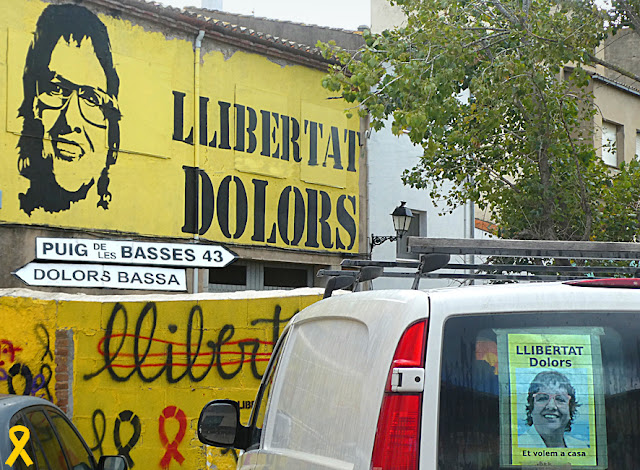 LLIBERTAT
DOLORS
PUIG DE LES BASSES 43
DOLORS BASSA
llibert
LLIBERTAT
Dolors
Et volem a casa